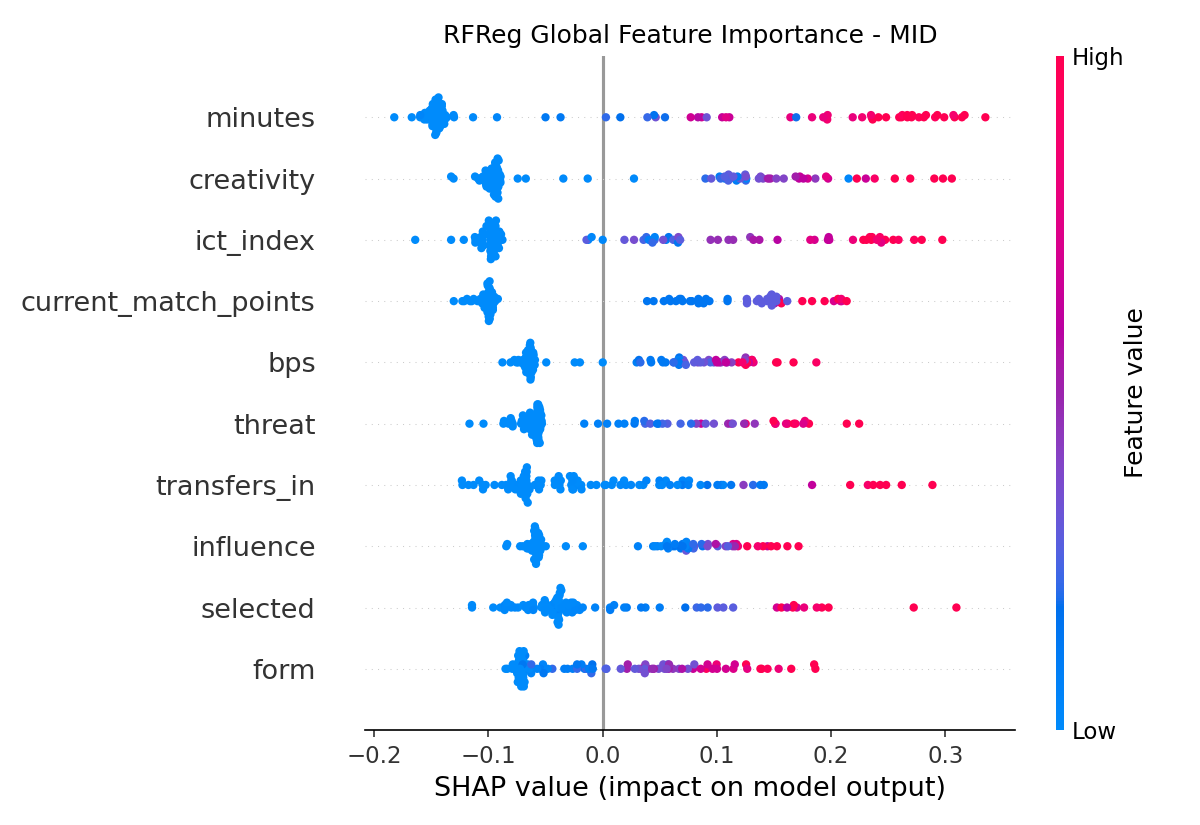 RFReg Global Feature Importance - MID
minutes
creativity
ict_index
current_match_points
bps
threat
transfers_in
influence
selected
form
−0.2
−0.1
0.0
0.1
0.2
0.3
SHAP value (impact on model output)
High
Feature value
Low